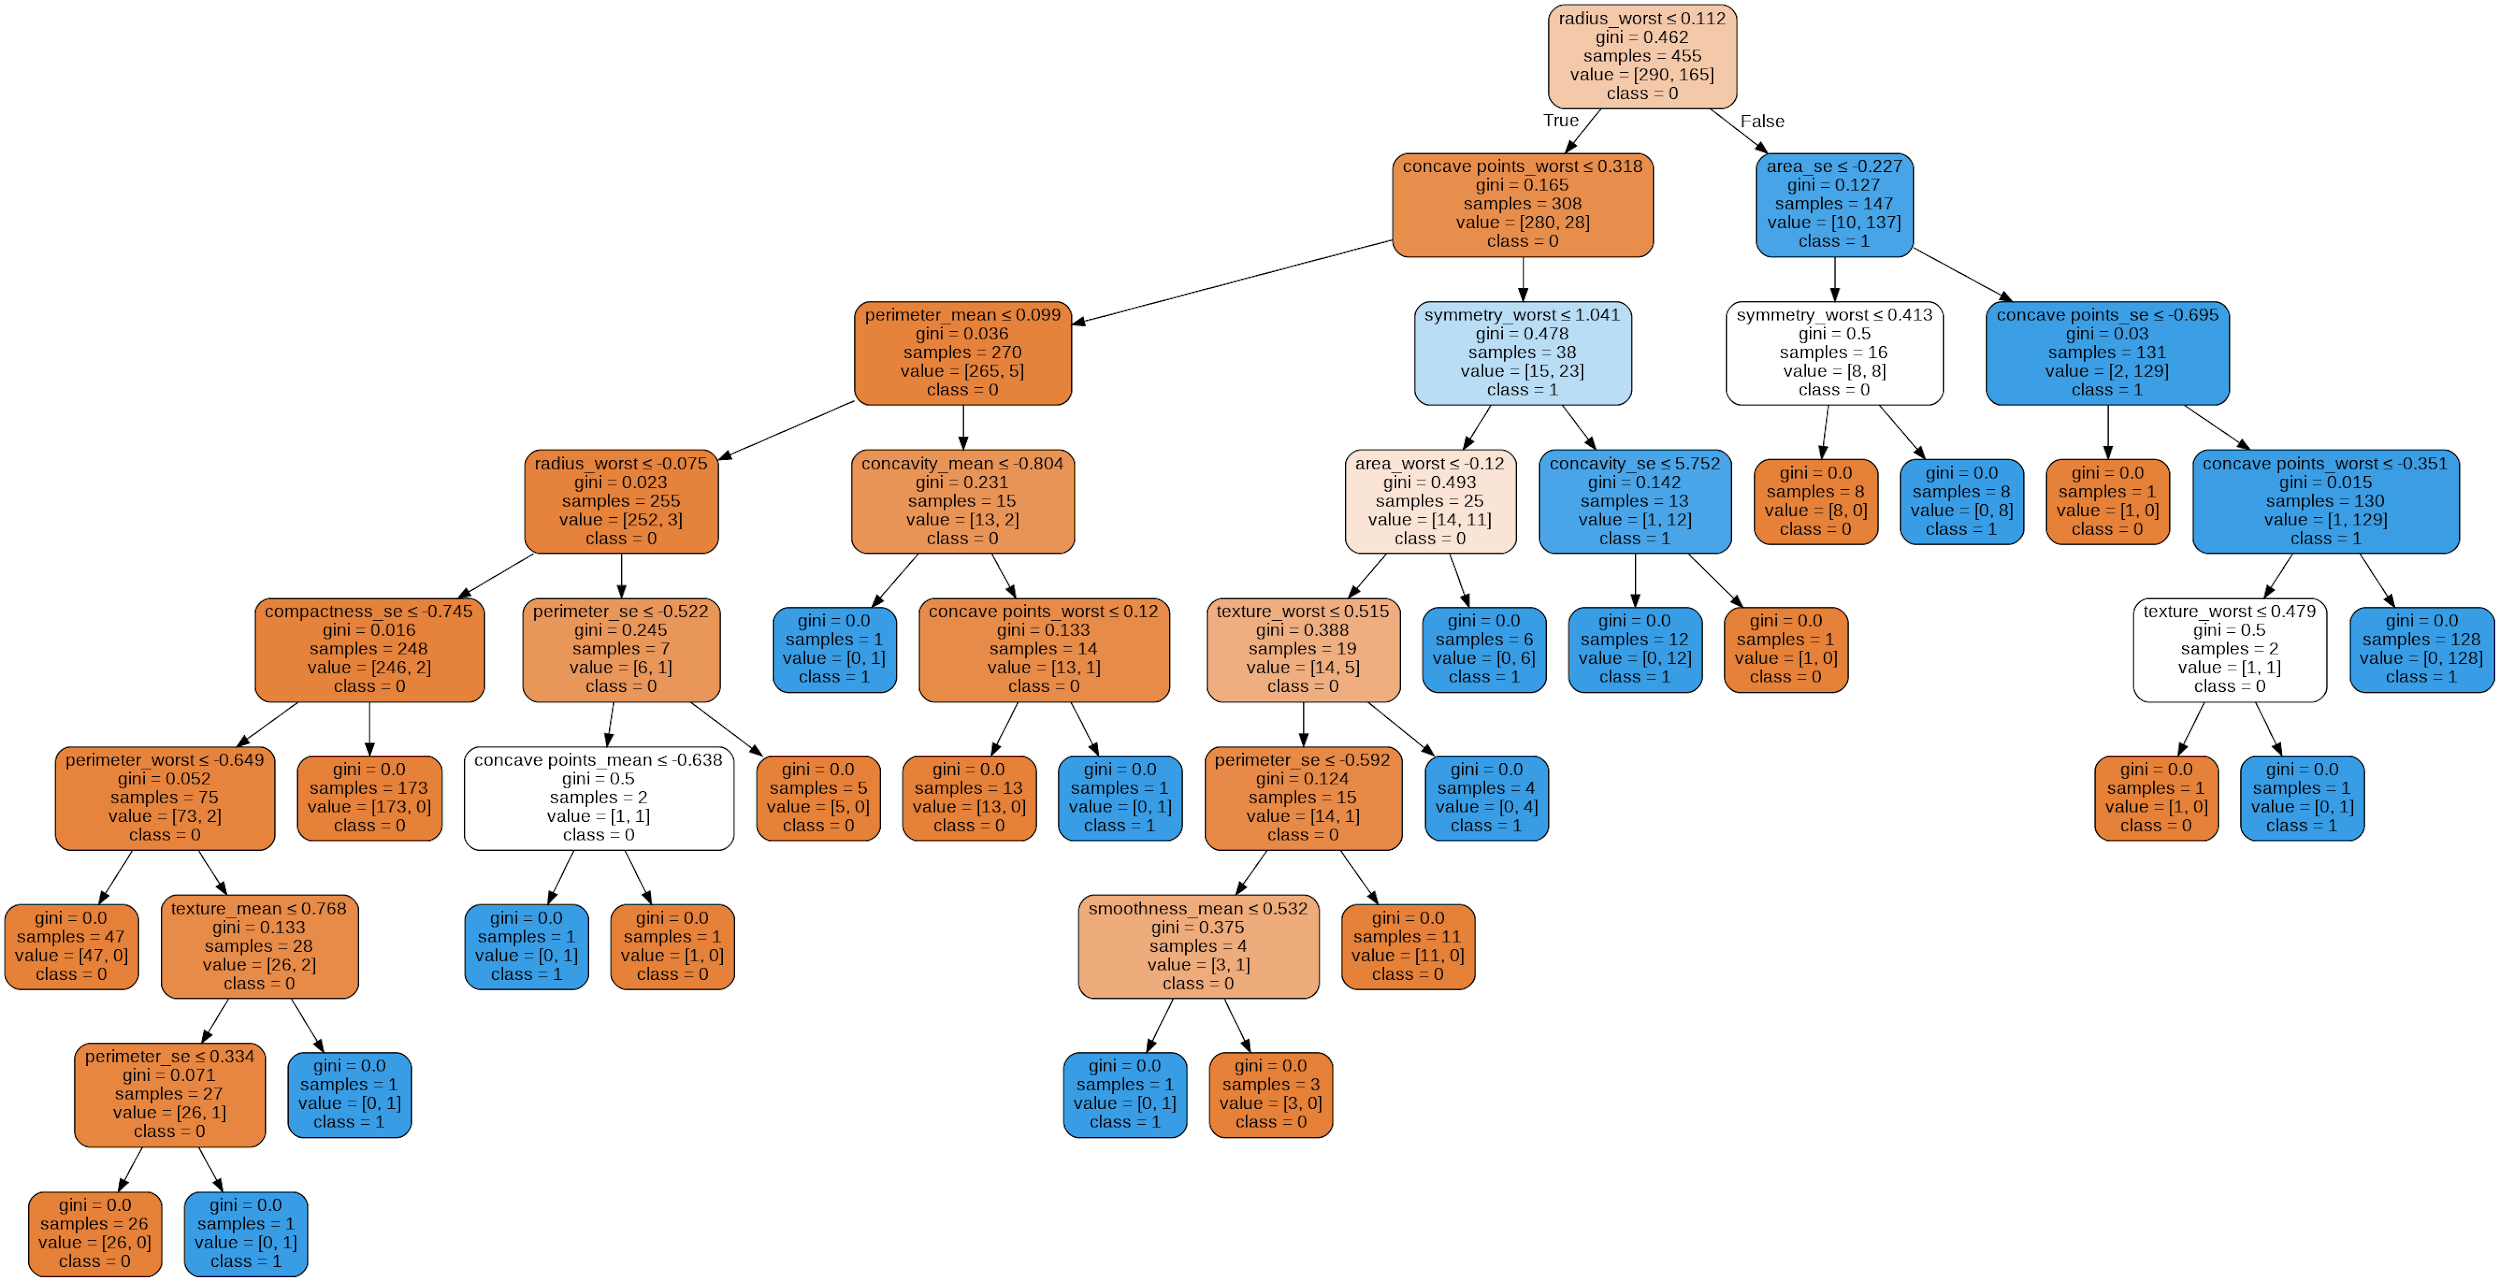 radius_worst ≤ 0.112
gini = 0.462
samples = 455
value = [290, 165]
class = 0
True
False
concave points_worst ≤ 0.318
gini = 0.165
samples = 308
value = [280, 28]
class = 0
area_se ≤ -0.227
gini = 0.127
samples = 147
value = [10, 137]
class = 1
perimeter_mean ≤ 0.099
gini = 0.036
samples = 270
value = [265, 5]
class = 0
symmetry_worst ≤ 1.041
gini = 0.478
samples = 38
value = [15, 23]
class = 1
symmetry_worst ≤ 0.413
gini = 0.5
samples = 16
value = [8, 8]
class = 0
concave points_se ≤ -0.695
gini = 0.03
samples = 131
value = [2, 129]
class = 1
radius_worst ≤ -0.075
gini = 0.023
samples = 255
value = [252, 3]
class = 0
concavity_mean ≤ -0.804
gini = 0.231
samples = 15
value = [13, 2]
class = 0
area_worst ≤ -0.12
gini = 0.493
samples = 25
value = [14, 11]
class = 0
concavity_se ≤ 5.752
gini = 0.142
samples = 13
value = [1, 12]
class = 1
gini = 0.0
samples = 8
value = [8, 0]
class = 0
gini = 0.0
samples = 8
value = [0, 8]
class = 1
gini = 0.0
samples = 1
value = [1, 0]
class = 0
concave points_worst ≤ -0.351
gini = 0.015
samples = 130
value = [1, 129]
class = 1
compactness_se ≤ -0.745
gini = 0.016
samples = 248
value = [246, 2]
class = 0
perimeter_se ≤ -0.522
gini = 0.245
samples = 7
value = [6, 1]
class = 0
gini = 0.0
samples = 1
value = [0, 1]
class = 1
concave points_worst ≤ 0.12
gini = 0.133
samples = 14
value = [13, 1]
class = 0
texture_worst ≤ 0.515
gini = 0.388
samples = 19
value = [14, 5]
class = 0
gini = 0.0
samples = 6
value = [0, 6]
class = 1
gini = 0.0
samples = 12
value = [0, 12]
class = 1
gini = 0.0
samples = 1
value = [1, 0]
class = 0
texture_worst ≤ 0.479
gini = 0.5
samples = 2
value = [1, 1]
class = 0
gini = 0.0
samples = 128
value = [0, 128]
class = 1
perimeter_worst ≤ -0.649
gini = 0.052
samples = 75
value = [73, 2]
class = 0
gini = 0.0
samples = 173
value = [173, 0]
class = 0
concave points_mean ≤ -0.638
gini = 0.5
samples = 2
value = [1, 1]
class = 0
gini = 0.0
samples = 5
value = [5, 0]
class = 0
gini = 0.0
samples = 13
value = [13, 0]
class = 0
gini = 0.0
samples = 1
value = [0, 1]
class = 1
perimeter_se ≤ -0.592
gini = 0.124
samples = 15
value = [14, 1]
class = 0
gini = 0.0
samples = 4
value = [0, 4]
class = 1
gini = 0.0
samples = 1
value = [1, 0]
class = 0
gini = 0.0
samples = 1
value = [0, 1]
class = 1
gini = 0.0
samples = 47
value = [47, 0]
class = 0
texture_mean ≤ 0.768
gini = 0.133
samples = 28
value = [26, 2]
class = 0
gini = 0.0
samples = 1
value = [0, 1]
class = 1
gini = 0.0
samples = 1
value = [1, 0]
class = 0
smoothness_mean ≤ 0.532
gini = 0.375
samples = 4
value = [3, 1]
class = 0
gini = 0.0
samples = 11
value = [11, 0]
class = 0
perimeter_se ≤ 0.334
gini = 0.071
samples = 27
value = [26, 1]
class = 0
gini = 0.0
samples = 1
value = [0, 1]
class = 1
gini = 0.0
samples = 1
value = [0, 1]
class = 1
gini = 0.0
samples = 3
value = [3, 0]
class = 0
gini = 0.0
samples = 26
value = [26, 0]
class = 0
gini = 0.0
samples = 1
value = [0, 1]
class = 1